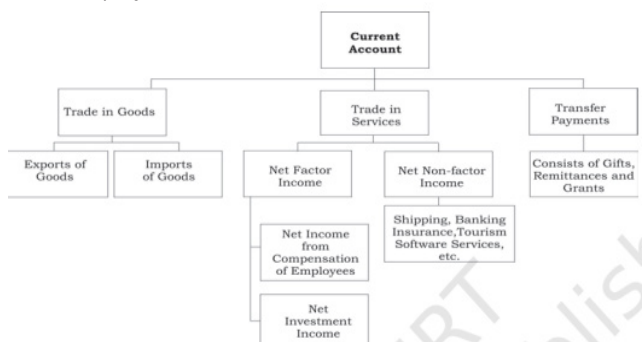 Current
Account
Trade in Goods
Trade in
Services
Transfer
Payments
Exports of
Goods
Imports
of Goods
Net Factor
Income
Net Non-factor
Income
Consists of Gifts,
Remittances and
Grants
Shipping, Banking
Insurance,Tourism
Software Services,
etc.
Net Income
from
Compensation
of Employees
Net
Investment
Income